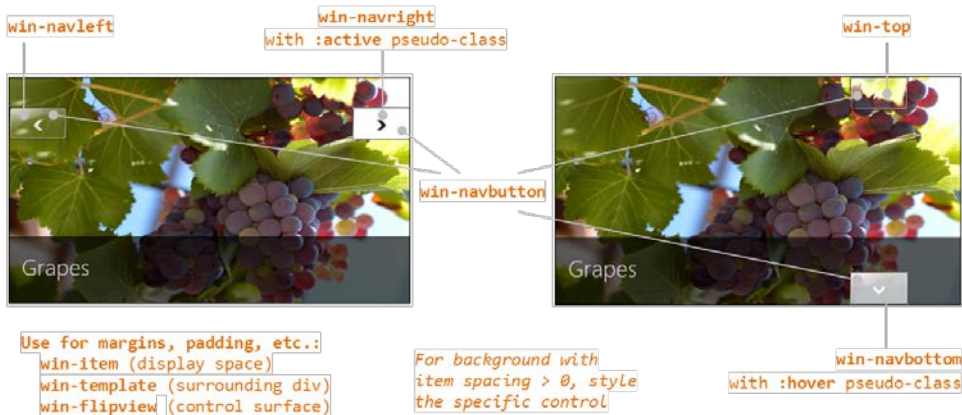 win-navleft
win-navright
with :active pseudo-class
win-top
win-navbutton
Grapes
Grapes
Use for margins, padding, etc.:
win-item (display space)
win-template (surrounding div)
win-flipview (control surface)
For background with
item spacing > 0, style
the specific control
win-navbottom
with :hover pseudo-class